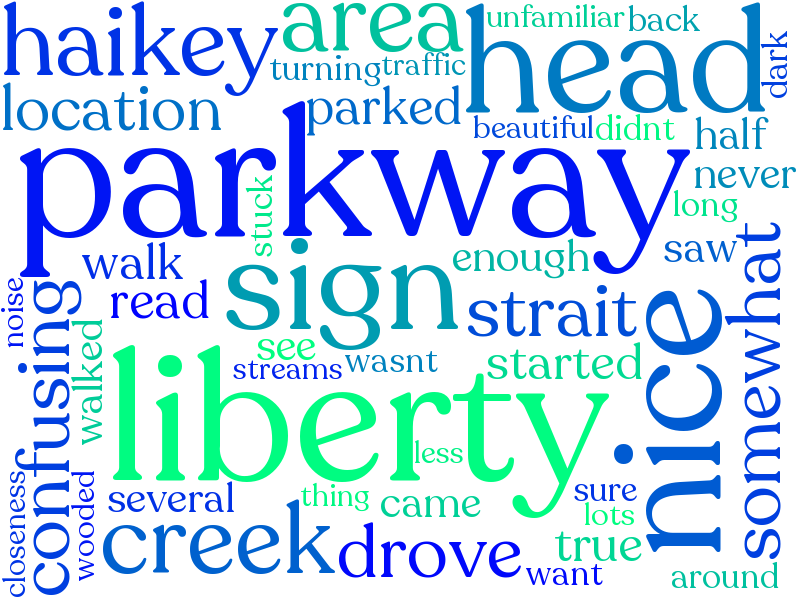 haikey
area
head
unfamiliar
back
dark
turning
traffic
location
parked
beautiful
didnt
half
parkway
never
stuck
long
walk
sign
enough
saw
somewhat
noise
read
strait
nice
confusing
walked
see
streams
wasnt
started
liberty
less
closeness
wooded
several
thing
came
sure
lots
creek
drove
true
want
around